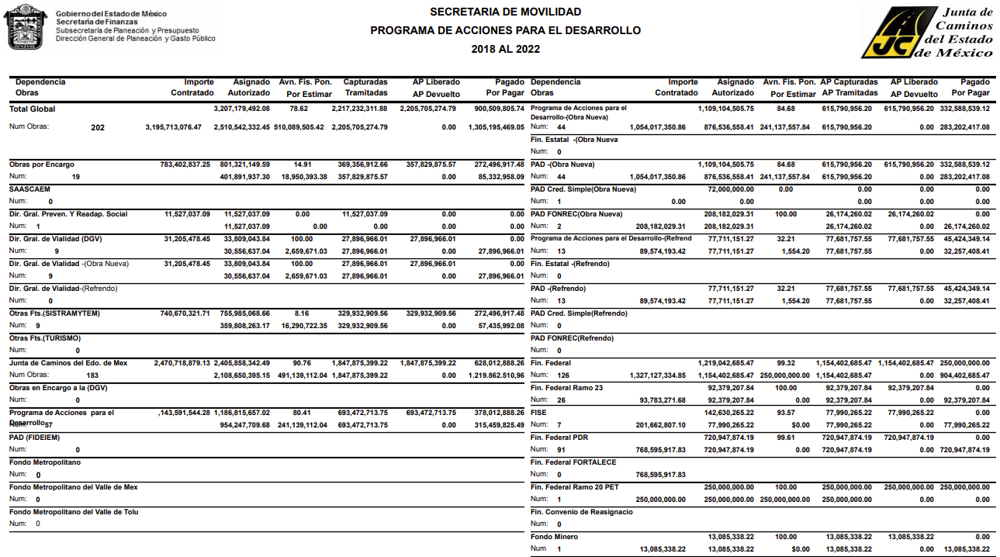 Gobierno del Estado de México
Secretaría de Finanzas
Subsecretaría de Planeación y Presupuesto
Dirección General de Planeación y Gasto Público
SECRETARIA DE MOVILIDAD
PROGRAMA DE ACCIONES PARA EL DESARROLLO
2018 AL 2022
JC
Junta de
Caminos
del Estado
de México
Dependencia Importe Asignado Avn. Fis. Pon. Capturadas AP Liberado Pagado
Obras Contratado Autorizado Por Estimar Tramitadas AP Devuelto Por Pagar
Total Global 3,207,179,492.08 78.62 2,217,232,311.88 2,205,705,274.79 900,509,805.74
Num Obras: 202 3,195,713,076.47 2,510,542,332.45 510,089,505.42 2,205,705,274.79 0.00 1,305,195,469.05
Obras por Encargo 783,402,837.25 801,321,149.59 14.91 369,356,912.66 357,829,875.57 272,496,917.48
Num: 19 401,891,937.30 18,950,393.38 357,829,875.57 0.00 85,332,958.09
SAASCAEM
Num: 0
Dir. Gral. Preven. Y Readap. Social 11,527,037.09 11,527,037.09 0.00 11,527,037.09 0.00 0.00
Num: 1 11,527,037.09 0.00 0.00 0.00 0.00
Dir. Gral. de Vialidad (DGV) 31,205,478.45 33,809,043.84 100.00 27,896,966.01 27,896,966.01 0.00
Num: 9 30,556,637.04 2,659,671.03 27,896,966.01 0.00 27,896,966.01
Dir. Gral. de Vialidad -(Obra Nueva) 31,205,478.45 33,809,043.84 100.00 27,896,966.01 27,896,966.01 0.00
Num: 9 30,556,637.04 2,659,671.03 27,896,966.01 0.00 27,896,966.01
Dir. Gral. de Vialidad-(Refrendo)
Num: 0
Otras Fts.(SISTRAMYTEM) 740,670,321.71 755,985,068.66 8.16 329,932,909.56 329,932,909.56 272,496,917.48
Num: 9 359,808,263.17 16,290,722.35 329,932,909.56 0.00 57,435,992.08
Otras Fts.(TURISMO)
Num: 0
Junta de Caminos del Edo. de Mex 2,470,718,879.13 2,405,858,342.49 90.76 1,847,875,399.22 1,847,875,399.22 628,012,888.26
Num Obras: 183 2,108,650,395.15 491,139,112.04 1,847,875,399.22 0.00 1.219.862.510,96
Obras en Encargo a la (DGV)
Num: 0
Programa de Acciones para el ,143,591,544.28 1,186,815,657.02 80.41 693,472,713.75 693,472,713.75 378,012,888.26
Desarrollo 57 954,247,709.68 241,139,112.04 693,472,713.75 0.00 315,459,825.49
PAD (FIDEIEM)
Num: 0
Fondo Metropolitano
Num: 0
Fondo Metropolitano del Valle de Mex
Num: 0
Fondo Metropolitano del Valle de Tolu
Num: 0
Dependencia Importe Asignado Avn. Fis. Pon. AP Capturadas AP Liberado Pagado
Obras Contratado Autorizado Por Estimar AP Tramitadas AP Devuelto Por Pagar
Programa de Acciones para el 1,109,104,505.75 84.68 615,790,956.20 615,790,956.20 332,588,539.12
Desarrollo-(Obra Nueva)
Num: 44 1,054,017,350.86 876,536,558.41 241,137,557.84 615,790,956.20 0.00 283,202,417.08
Fin. Estatal -(Obra Nueva
Num: 0
PAD -(Obra Nueva) 1,109,104,505.75 84.68 615,790,956.20 615,790,956.20 332,588,539.12
Num: 44 1,054,017,350.86 876,536,558.41 241,137,557.84 615,790,956.20 0.00 283,202,417.08
PAD Cred. Simple(Obra Nueva) 72,000,000.00 0.00 0.00 0.00 0.00
Num: 1 0.00 0.00 0.00 0.00 0.00
PAD FONREC(Obra Nueva) 208,182,029.31 100.00 26,174,260.02 26,174,260.02 0.00
Num: 2 208,182,029.31 208,182,029.31 26,174,260.02 0.00 26,174,260.02
Programa de Acciones para el Desarrollo-(Refrend 77,711,151.27 32.21 77,681,757.55 77,681,757.55 45,424,349.14
Num: 13 89,574,193.42 77,711,151.27 1,554.20 77,681,757.55 0.00 32,257,408.41
Fin. Estatal -(Refrendo)
Num: 0
PAD -(Refrendo) 77,711,151.27 32.21 77,681,757.55 77,681,757.55 45,424,349.14
Num: 13 89,574,193.42 77,711,151.27 1,554.20 77,681,757.55 0.00 32,257,408.41
PAD Cred. Simple(Refrendo)
Num: 0
PAD FONREC(Refrendo)
Num: 0
Fin. Federal 1,219,042,685.47 99.32 1,154,402,685.47 1,154,402,685.47 250,000,000.00
Num: 126 1,327,127,334.85 1,154,402,685.47 250,000,000.00 1,154,402,685.47 0.00 904,402,685.47
Fin. Federal Ramo 23 92,379,207.84 100.00 92,379,207.84 92,379,207.84 0.00
Num: 26 93,783,271.68 92,379,207.84 0.00 92,379,207.84 0.00 92,379,207.84
FISE 142,630,265.22 93.57 77,990,265.22 77,990,265.22 0.00
Num: 7 201,662,807.10 77,990,265.22 $0.00 77,990,265.22 0.00 77,990,265.22
Fin. Federal PDR 720,947,874.19 99.61 720,947,874.19 720,947,874.19 0.00
Num: 91 768,595,917.83 720,947,874.19 0.00 720,947,874.19 0.00 720,947,874.19
Fin. Federal FORTALECE
Num: 0 768,595,917.83
Fin. Federal Ramo 20 PET 250,000,000.00 100.00 250,000,000.00 250,000,000.00 250,000,000.00
Num: 1 250,000,000.00 250,000,000.00 250,000,000.00 250,000,000.00 0.00 0.00
Fin. Convenio de Reasignacio
Num: 0
Fondo Minero 13,085,338.22 100.00 13,085,338.22 13,085,338.22 0.00
Num 1 13,085,338.22 13,085,338.22 $0.00 13,085,338.22 0.00 13,085,338.22